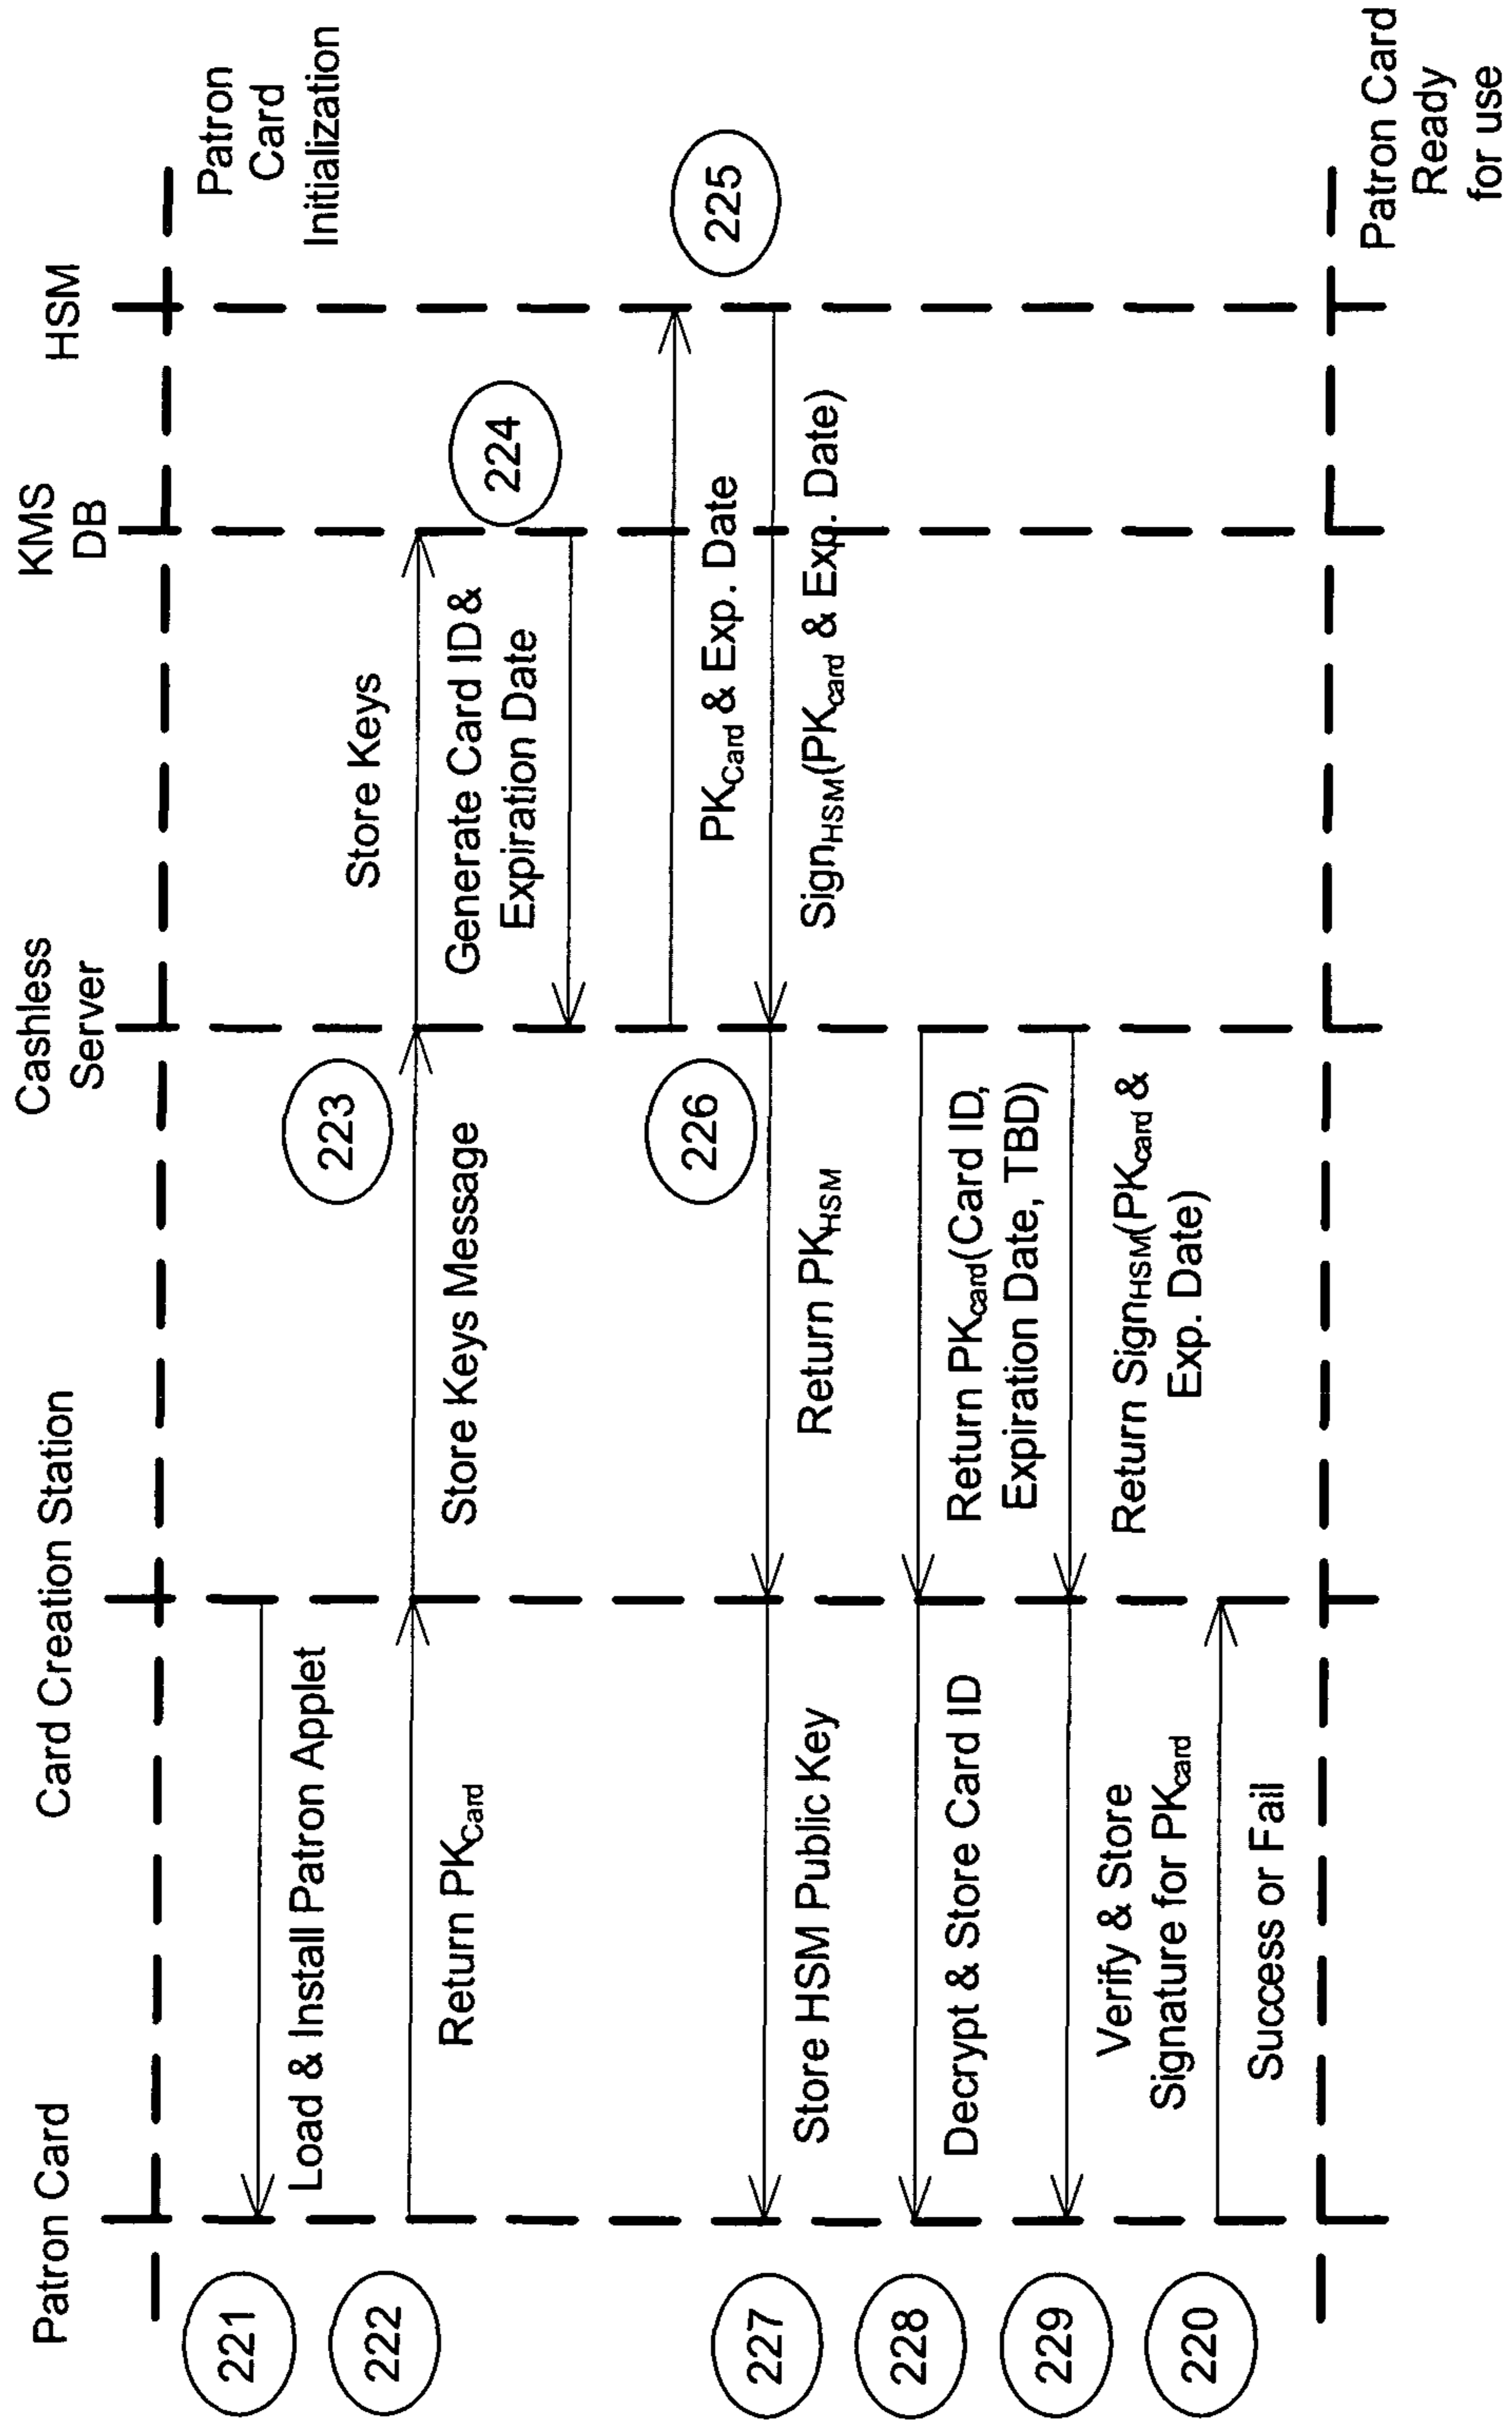 Patron Card
Card Creation Station
Cashless
Server
KMS
DB
HSM
Patron
Card
Initialization
221
Load & Install Patron Applet
222
Return PKCard
Store Keys Message
223
Store Keys
224
Generate Card ID &
Expiration Date
PKCard & Exp. Date
225
SignHSM(PKcard & Exp. Date)
226
Return PKHSM
227
Store HSM Public Key
228
Decrypt & Store Card ID
Return PKcard(Card ID,
Expiration Date, TBD)
229
Verify & Store
Signature for PKcard
Return SignHSM(PKcard &
Exp. Date)
220
Success or Fail
Patron Card
Ready
for use